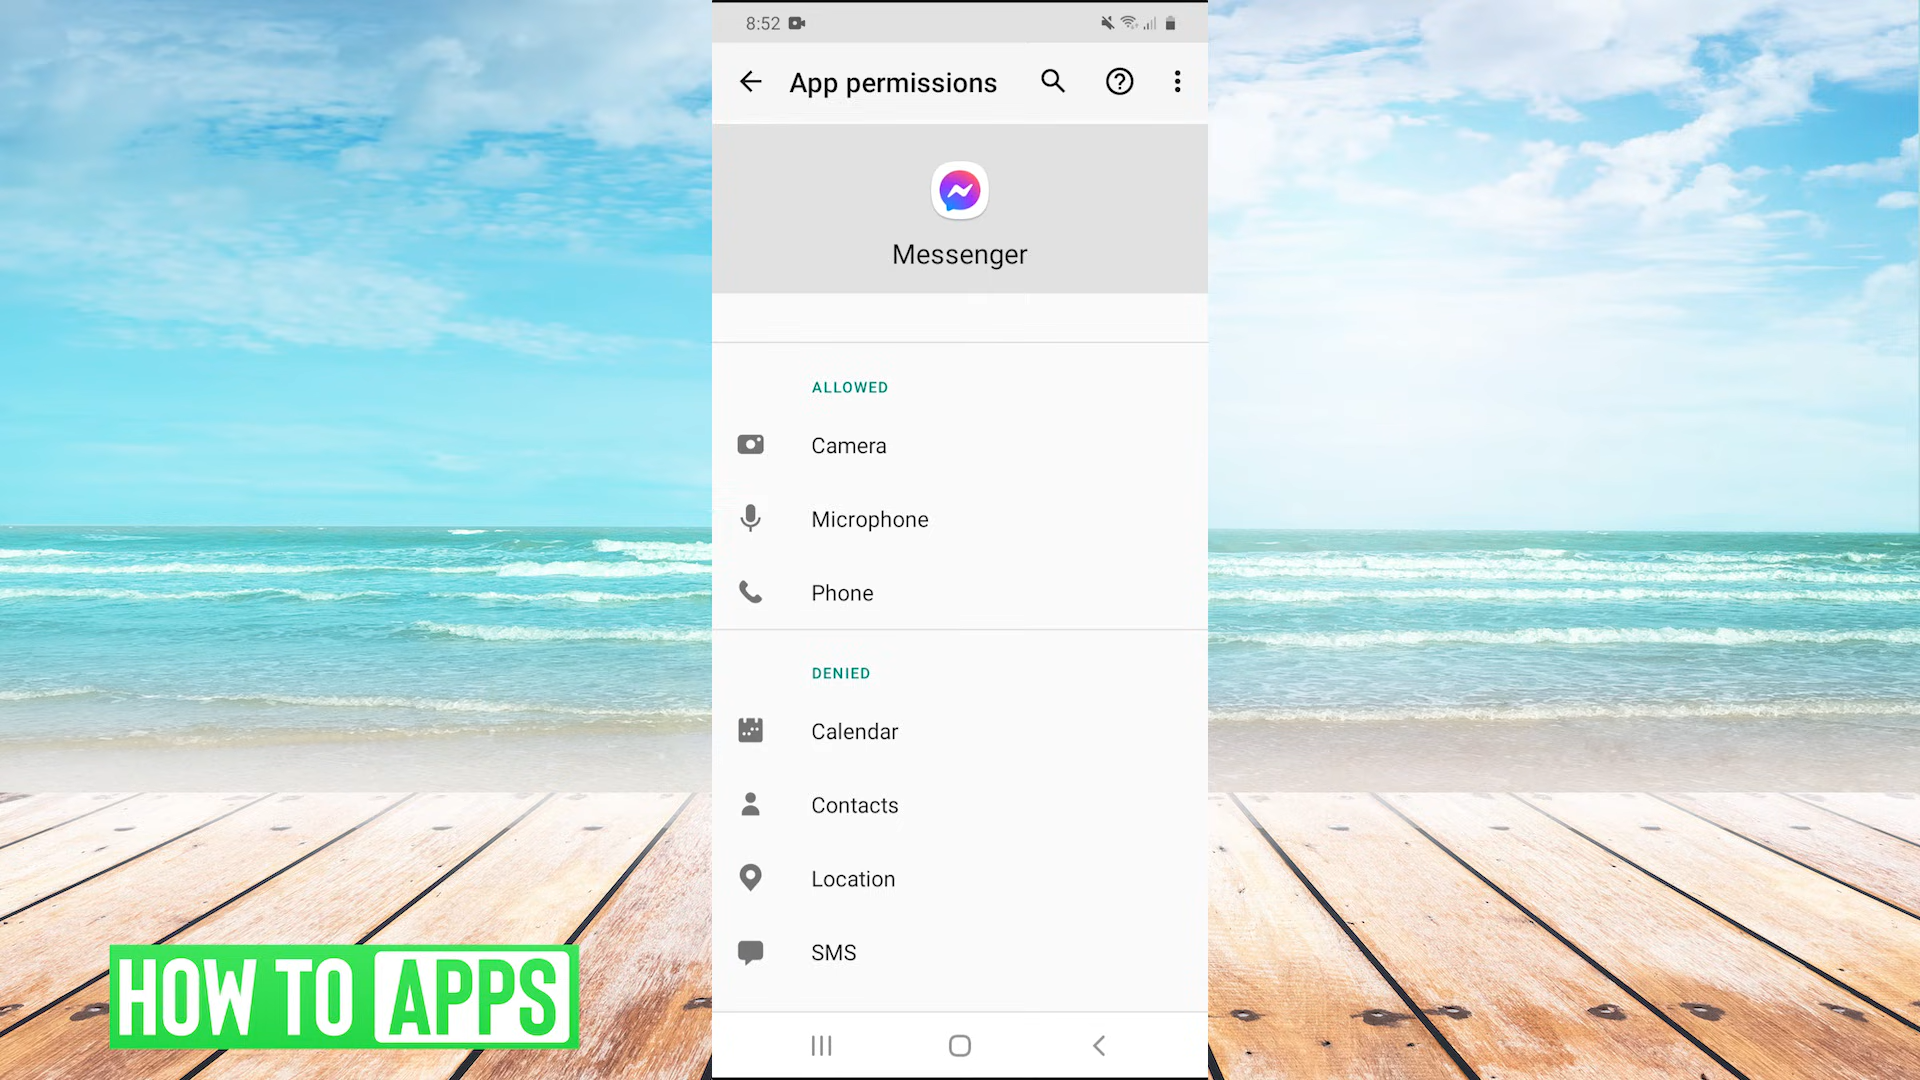 8:52
App permissions
Messenger
ALLOWED
Camera
Microphone
Phone
DENIED
Calendar
Contacts
Location
SMS
HOW TO APPS